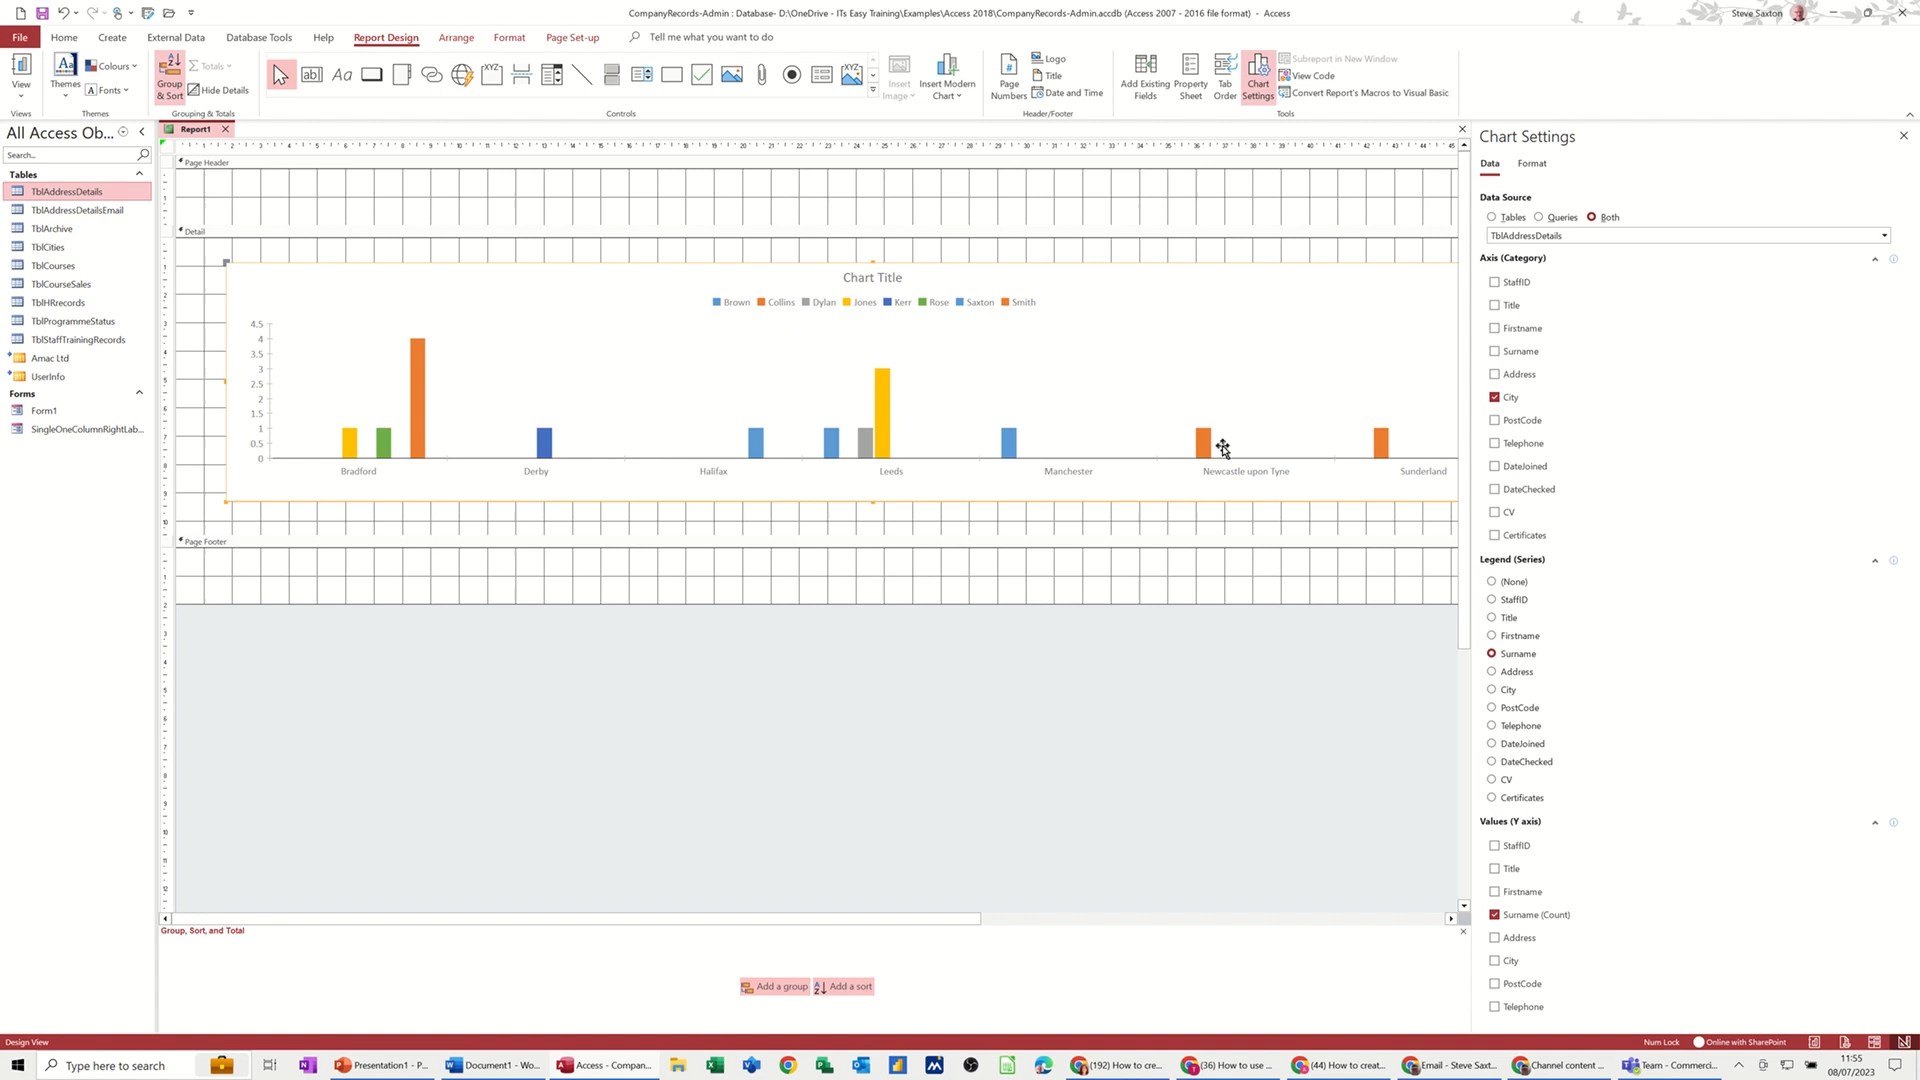 CompanyRecords-Admin : Database- D:\OneDrive - ITs Easy Training\Examples\Access 2018\CompanyRecords-Admin.accdb (Access 2007 - 2016 file format) - Access
Steve Saxton
File Home Create External Data Database Tools Help Report Design Arrange Format Page Set-up Tell me what you want to do
View
Views
Aa
Themes
Colours
Fonts
Themes
Group & Sort
Totals
Hide Details
Grouping & Totals
Controls
Insert Image
Insert Modern Chart
Page Numbers
Logo
Title
Date and Time
Header/Footer
Add Existing Fields
Property Sheet
Tab Order
Chart Settings
Subreport in New Window
View Code
Convert Report's Macros to Visual Basic
Tools
All Access Ob...
Search...
Tables
TblAddressDetails
TblAddressDetailsEmail
TblArchive
TblCities
TblCourses
TblCourseSales
TblHRrecords
TblProgrammeStatus
TblStaffTrainingRecords
Amac Ltd
UserInfo
Forms
Form1
SingleOneColumnRightLab...
Report1
Page Header
Detail
Chart Title
Brown Collins Dylan Jones Kerr Rose Saxton Smith
4.5
4
3.5
3
2.5
2
1.5
1
0.5
0
Bradford Derby Halifax Leeds Manchester Newcastle upon Tyne Sunderland
Page Footer
Group, Sort, and Total
Add a group Add a sort
Chart Settings
Data Format
Data Source
Tables Queries Both
TblAddressDetails
Axis (Category)
StaffID
Title
Firstname
Surname
Address
City
PostCode
Telephone
DateJoined
DateChecked
CV
Certificates
Legend (Series)
(None)
StaffID
Title
Firstname
Surname
Address
City
PostCode
Telephone
DateJoined
DateChecked
CV
Certificates
Values (Y axis)
StaffID
Title
Firstname
Surname (Count)
Address
City
PostCode
Telephone
Design View
Num Lock Online with SharePoint
Type here to search
Presentation1 - P...
Document1 - Wo...
Access - Compan...
(192) How to cre...
(36) How to use ...
(44) How to creat...
Email - Steve Saxt...
Channel content ...
Team - Commerci...
11:55
08/07/2023